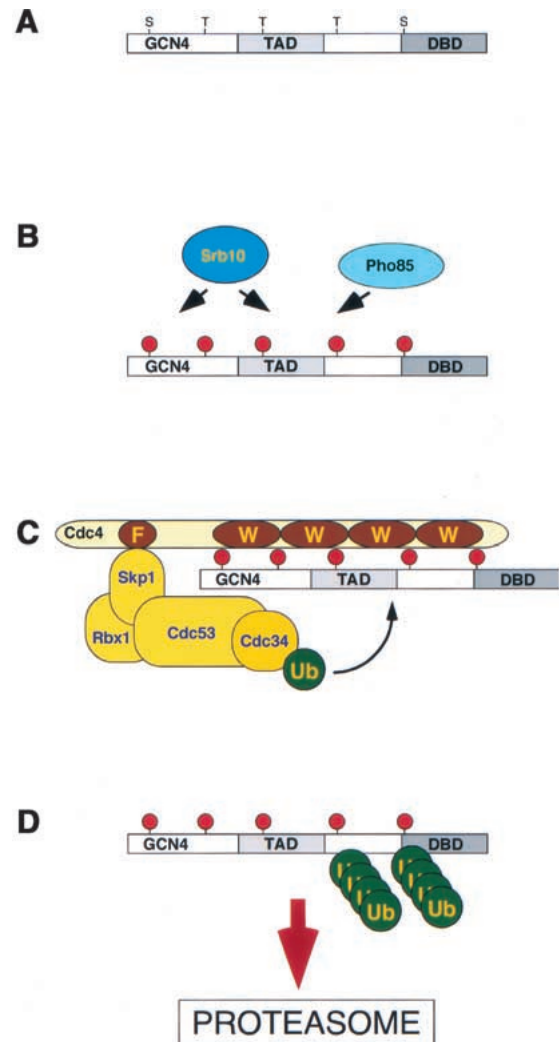 A
S T T T S
GCN4 TAD DBD
B
Srb10
Pho85
GCN4 TAD DBD
C
Cdc4 F W W W W
Skp1
GCN4 TAD DBD
Rbx1 Cdc53 Cdc34
Ub
D
GCN4 TAD DBD
Ub Ub
PROTEASOME